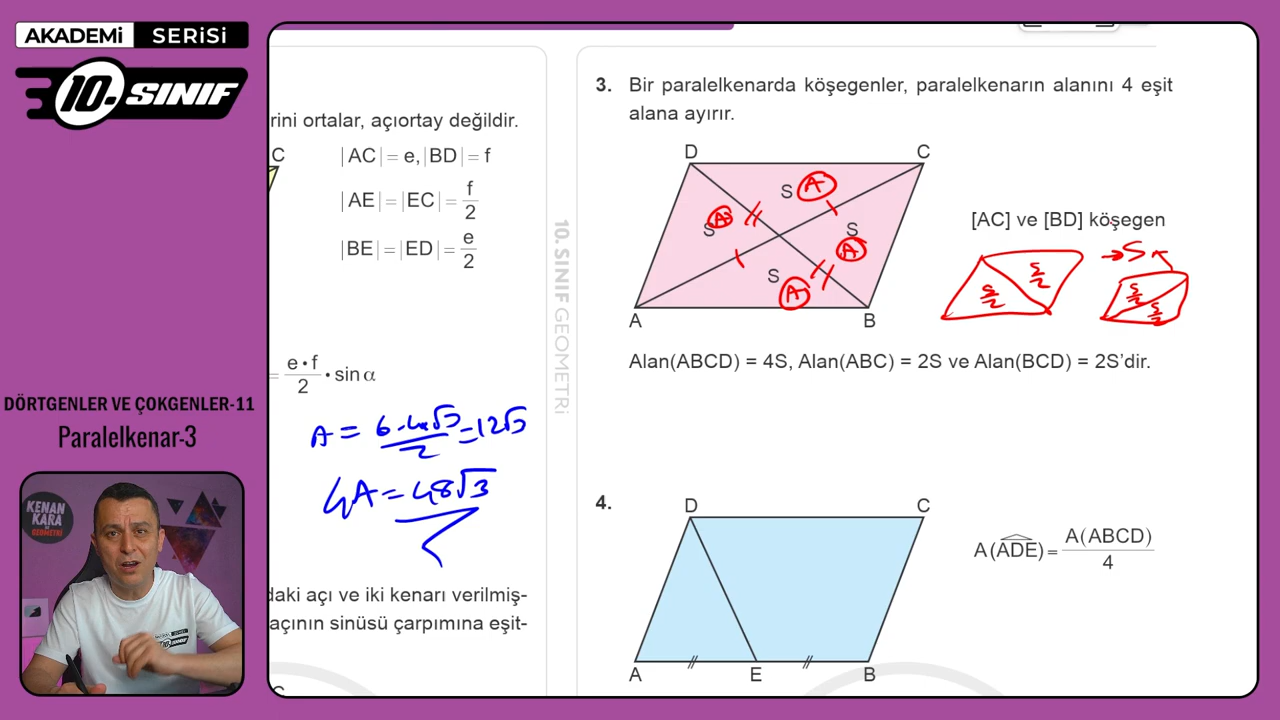 AKADEMİ SERİSİ
10. SINIF
DÖRTGENLER VE ÇOKGENLER-11
Paralelkenar-3
KENAN
KARA
ile
GEOMETRİ
10.SINIF
rini ortalar, açıortay değildir.
C
|AC| = e, |BD| = f
|AE| = |EC| = f/2
|BE| = |ED| = e/2
= e•f/2 • sin α
A = 6·4√3/2 = 12√3
4A = 48√3
daki açı ve iki kenarı verilmiş-
açının sinüsü çarpımına eşit-
C
10. SINIF GEOMETRİ
3. Bir paralelkenarda köşegenler, paralelkenarın alanını 4 eşit
alana ayırır.
D C
S A
S A S A
S A
A B
[AC] ve [BD] köşegen
S/2 S/2
S
S/2 S/2
Alan(ABCD) = 4S, Alan(ABC) = 2S ve Alan(BCD) = 2S'dir.
4.
D C
A E B
A(ADE) = A(ABCD)/4